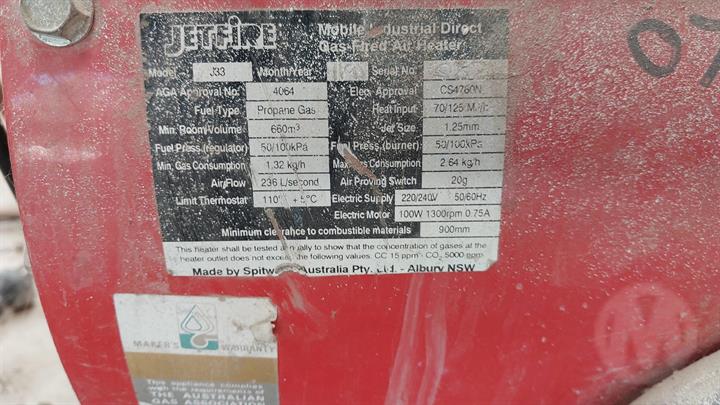 JETFIRE
Mobile Industrial Direct
Gas Fired Air Heater
Model J33 Month/Year Serial No.
AGA Approval No. 4064 Elec. Approval CS4760N
Fuel Type Propane Gas Heat Input 70/125 MJ/h
Min. Room Volume 660m³ Jet Size 1.25mm
Fuel Press (regulator) 50/100kPa Fuel Press (burner) 50/100kPa
Min. Gas Consumption 1.32 kg/h Max Gas Consumption 2.64 kg/h
Air Flow 236 L/second Air Proving Switch 20g
Limit Thermostat 110° + 5°C Electric Supply 220/240V 50/60Hz
Electric Motor 100W 1300rpm 0.75A
Minimum clearance to combustible materials 900mm
This heater shall be tested annually to show that the concentration of gases at the
heater outlet does not exceed the following values. CC 15 ppm - CO₂ 5000 ppm
Made by Spitwater Australia Pty. Ltd. - Albury NSW
07
MAKER'S WARRANTY
This appliance complies
with the requirements of
THE AUSTRALIAN
GAS ASSOCIATION
M